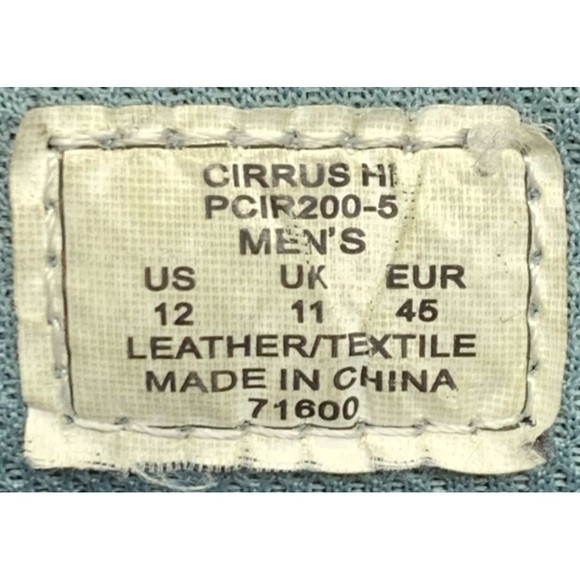 CIRRUS HI
PCIR200-5
MEN'S
US UK EUR
12 11 45
LEATHER/TEXTILE
MADE IN CHINA
71600